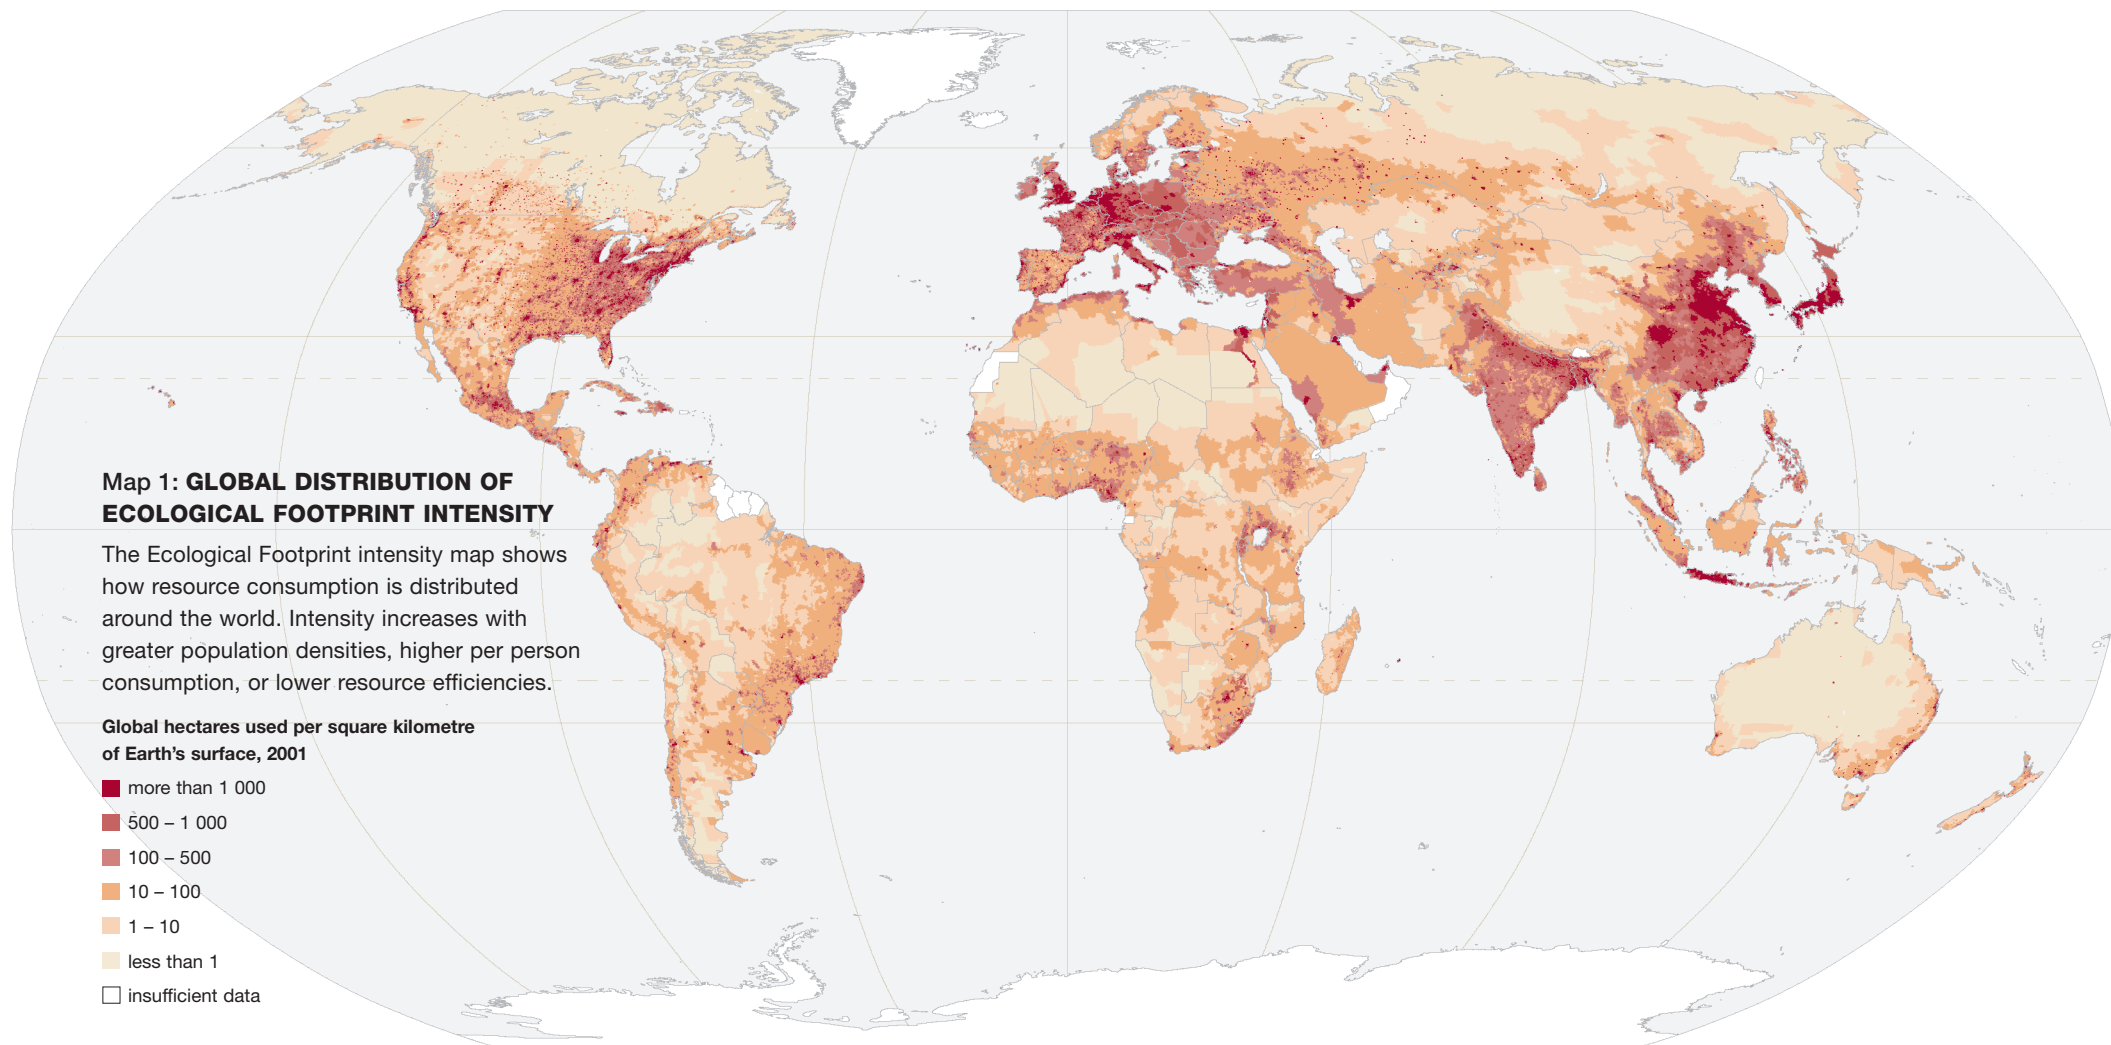 Map 1: GLOBAL DISTRIBUTION OF
ECOLOGICAL FOOTPRINT INTENSITY
The Ecological Footprint intensity map shows
how resource consumption is distributed
around the world. Intensity increases with
greater population densities, higher per person
consumption, or lower resource efficiencies.
Global hectares used per square kilometre
of Earth's surface, 2001
more than 1 000
500 – 1 000
100 – 500
10 – 100
1 – 10
less than 1
insufficient data